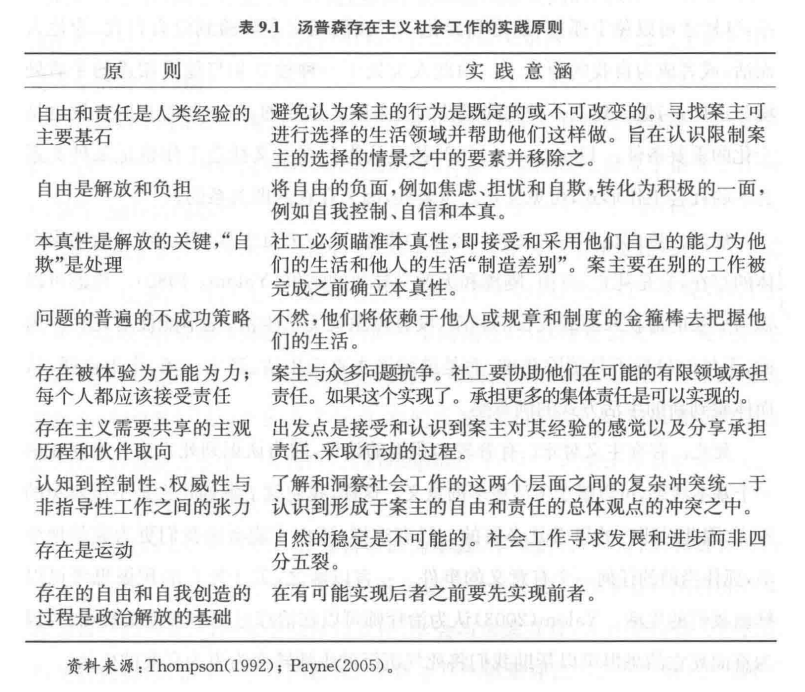 表 9.1 汤普森存在主义社会工作的实践原则
原 则 实 践 意 涵
自由和责任是人类经验的 避免认为案主的行为是既定的或不可改变的。寻找案主可
主要基石 进行选择的生活领域并帮助他们这样做。旨在认识限制案
主的选择的情景之中的要素并移除之。
自由是解放和负担 将自由的负面,例如焦虑、担忧和自欺,转化为积极的一面,
例如自我控制、自信和本真。
本真性是解放的关键,“自 社工必须瞄准本真性,即接受和采用他们自己的能力为他
欺”是处理 们的生活和他人的生活“制造差别”。案主要在别的工作被
完成之前确立本真性。
问题的普遍的不成功策略 不然,他们将依赖于他人或规章和制度的金箍棒去把握他
们的生活。
存在被体验为无能为力; 案主与众多问题抗争。社工要协助他们在可能的有限领域承担
每个人都应该接受责任 责任。如果这个实现了。承担更多的集体责任是可以实现的。
存在主义需要共享的主观 出发点是接受和认识到案主对其经验的感觉以及分享承担
历程和伙伴取向 责任、采取行动的过程。
认知到控制性、权威性与 了解和洞察社会工作的这两个层面之间的复杂冲突统一于
非指导性工作之间的张力 认识到形成于案主的自由和责任的总体观点的冲突之中。
存在是运动 自然的稳定是不可能的。社会工作寻求发展和进步而非四
分五裂。
存在的自由和自我创造的 在有可能实现后者之前要先实现前者。
过程是政治解放的基础
资料来源:Thompson(1992); Payne(2005)。